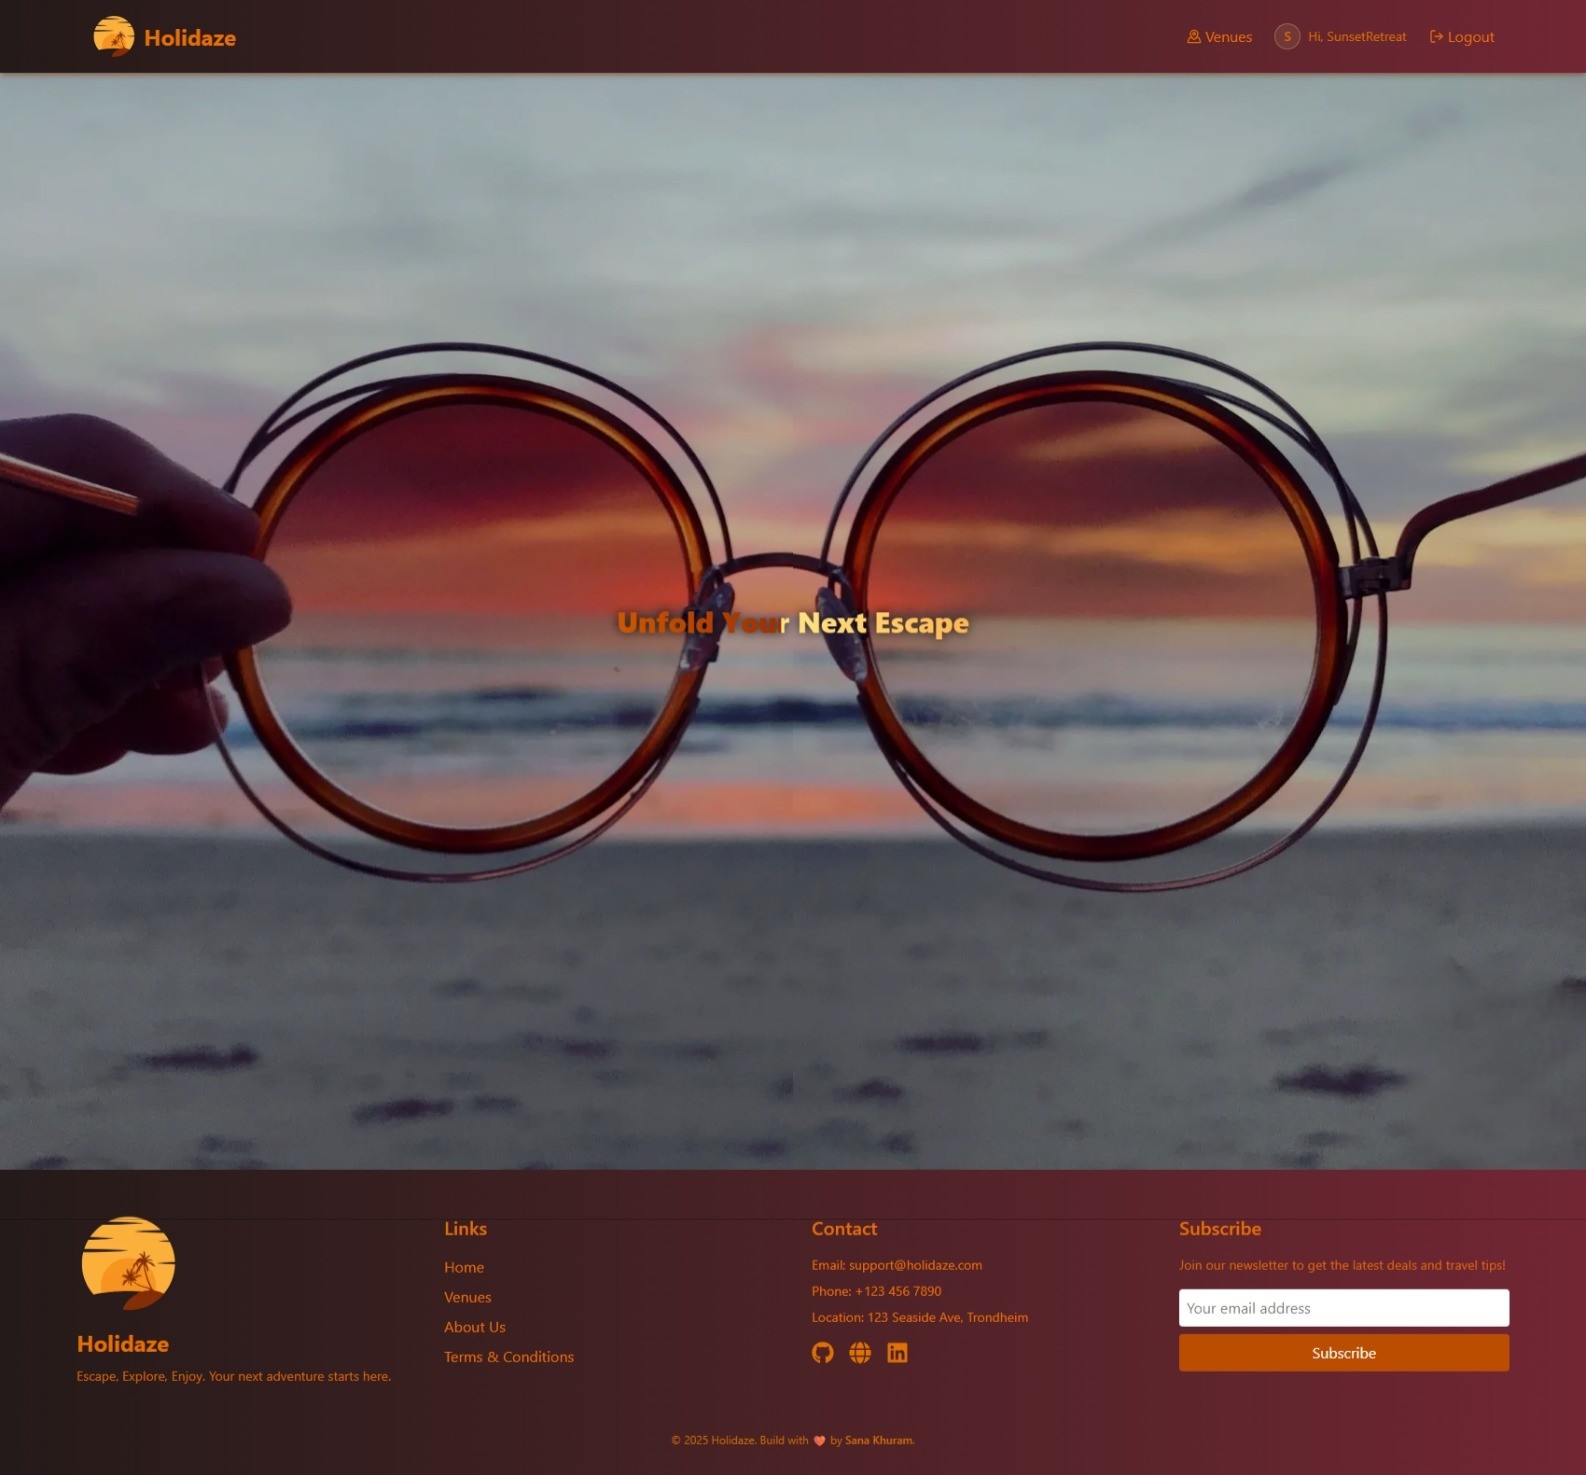 Holidaze
Venues
S
Hi, SunsetRetreat
Logout
Unfold Your Next Escape
Holidaze
Escape, Explore, Enjoy. Your next adventure starts here.
Links
Home
Venues
About Us
Terms & Conditions
Contact
Email: support@holidaze.com
Phone: +123 456 7890
Location: 123 Seaside Ave, Trondheim
in
Subscribe
Join our newsletter to get the latest deals and travel tips!
Your email address
Subscribe
© 2025 Holidaze. Build with ❤️ by Sana Khuram.